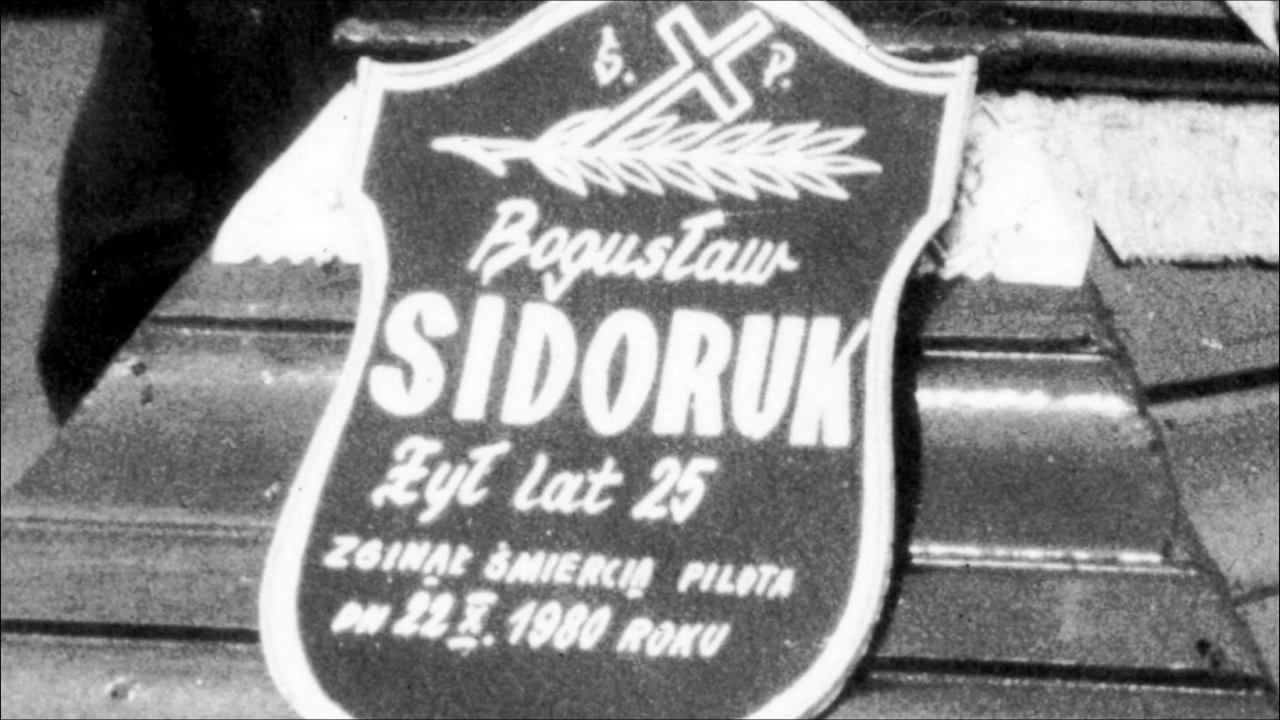 Ś. P.
Bogusław
SIDORUK
Żył lat 25
ZGINĄŁ ŚMIERCIĄ PILOTA
DN 22 X. 1980 ROKU